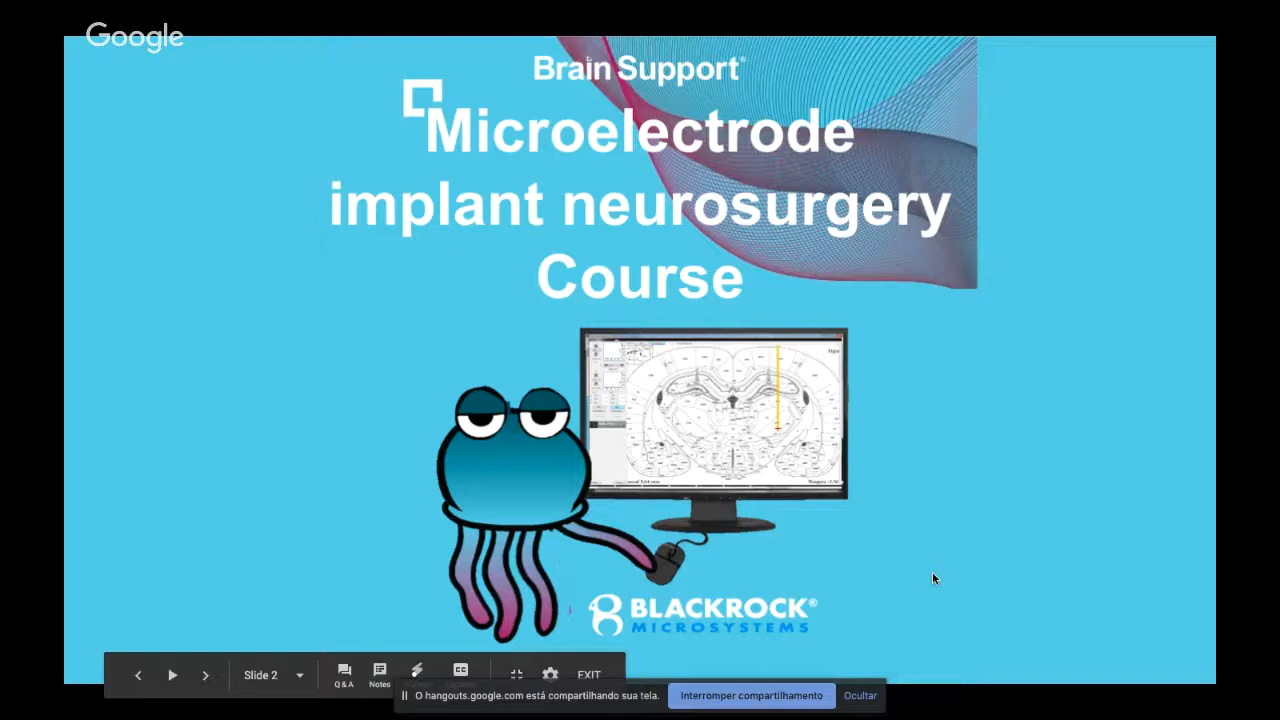 Google
Brain Support®
Microelectrode
implant neurosurgery
Course
BLACKROCK®
MICROSYSTEMS
Slide 2
Q&A
Notes
EXIT
O hangouts.google.com está compartilhando sua tela.
Interromper compartilhamento
Ocultar